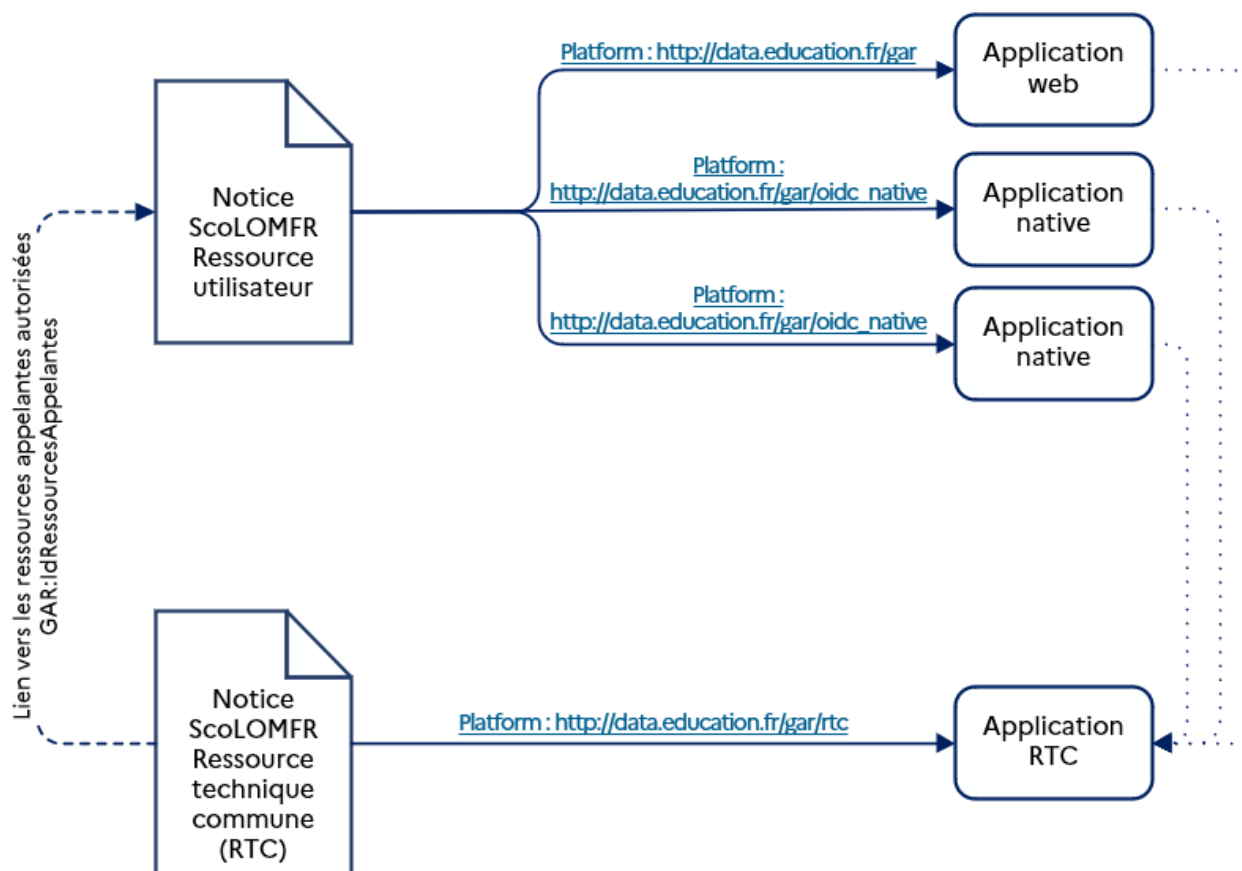 Platform : http://data.education.fr/gar
Application
web
Notice
ScoLOMFR
Ressource
utilisateur
Platform :
http://data.education.fr/gar/oidc_native
Application
native
Platform :
http://data.education.fr/gar/oidc_native
Application
native
Lien vers les ressources appelantes autorisées
GAR:IdRessourcesAppelantes
Notice
ScoLOMFR
Ressource
technique
commune
(RTC)
Platform : http://data.education.fr/gar/rtc
Application
RTC